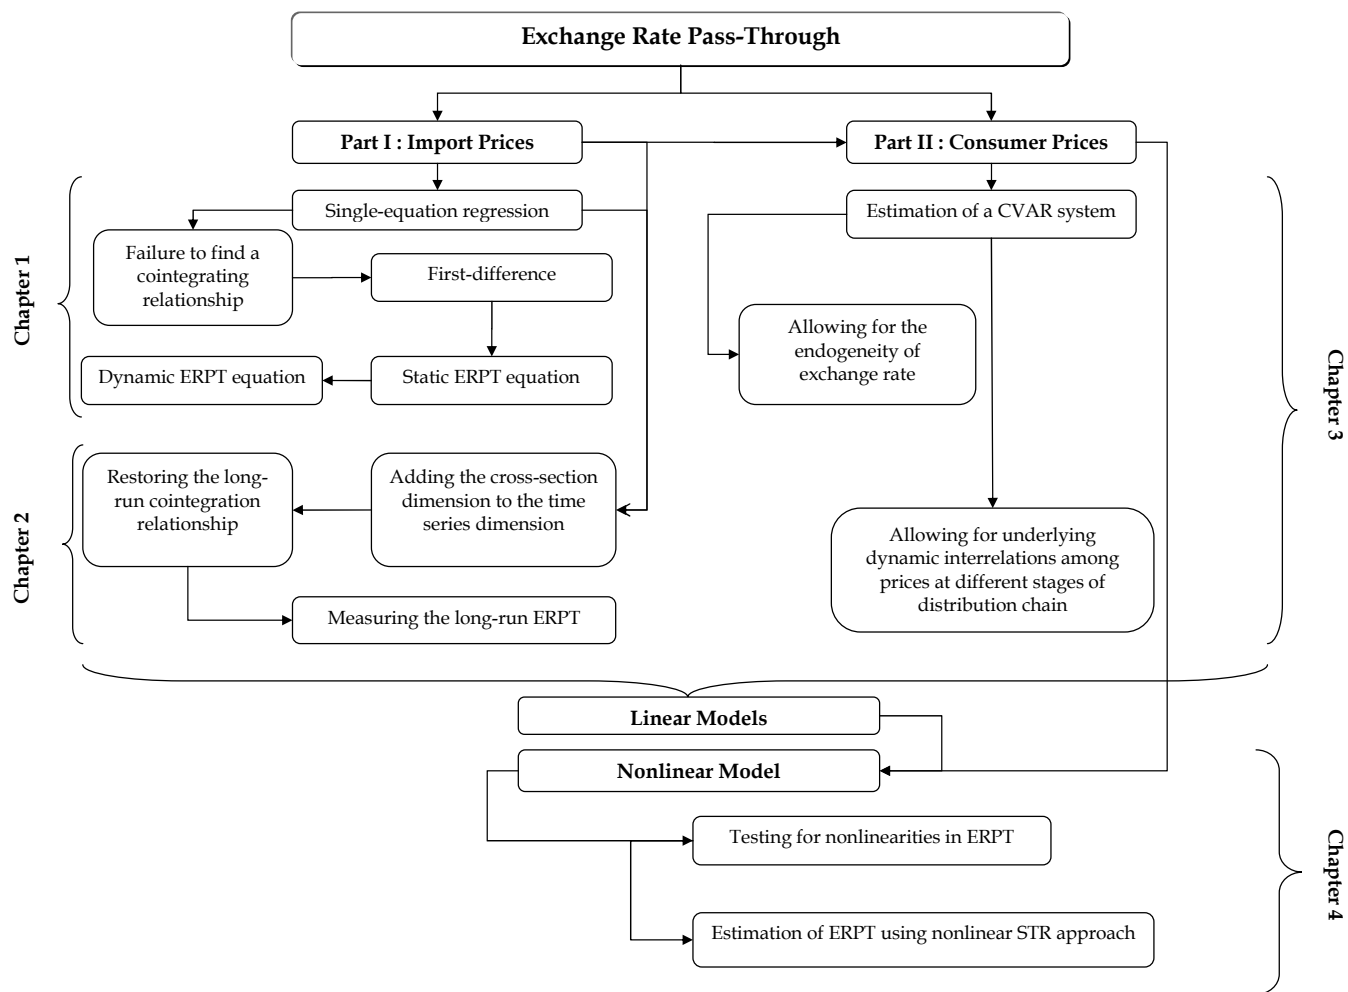 Exchange Rate Pass-Through
Part I : Import Prices
Part II : Consumer Prices
Chapter 1
Single-equation regression
Failure to find a
cointegrating
relationship
First-difference
Dynamic ERPT equation
Static ERPT equation
Chapter 2
Restoring the long-
run cointegration
relationship
Adding the cross-section
dimension to the time
series dimension
Measuring the long-run ERPT
Estimation of a CVAR system
Allowing for the
endogeneity of
exchange rate
Allowing for underlying
dynamic interrelations among
prices at different stages of
distribution chain
Chapter 3
Linear Models
Nonlinear Model
Testing for nonlinearities in ERPT
Estimation of ERPT using nonlinear STR approach
Chapter 4